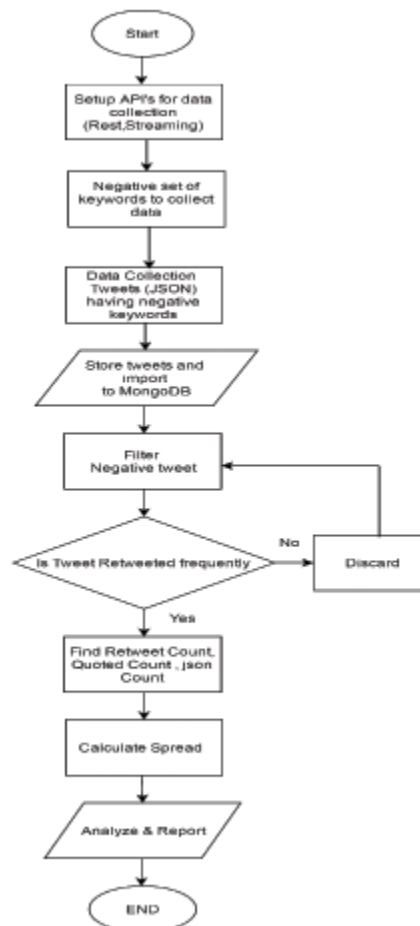 Start
Setup API's for data
collection
(Rest,Streaming)
Negative set of
keywords to collect
data
Data Collection
Tweets (JSON)
having negative
keywords
Store tweets and
import
to MongoDB
Filter
Negative tweet
Is Tweet Retweeted frequently
No
Discard
Yes
Find Retweet Count,
Quoted Count , json
Count
Calculate Spread
Analyze & Report
END